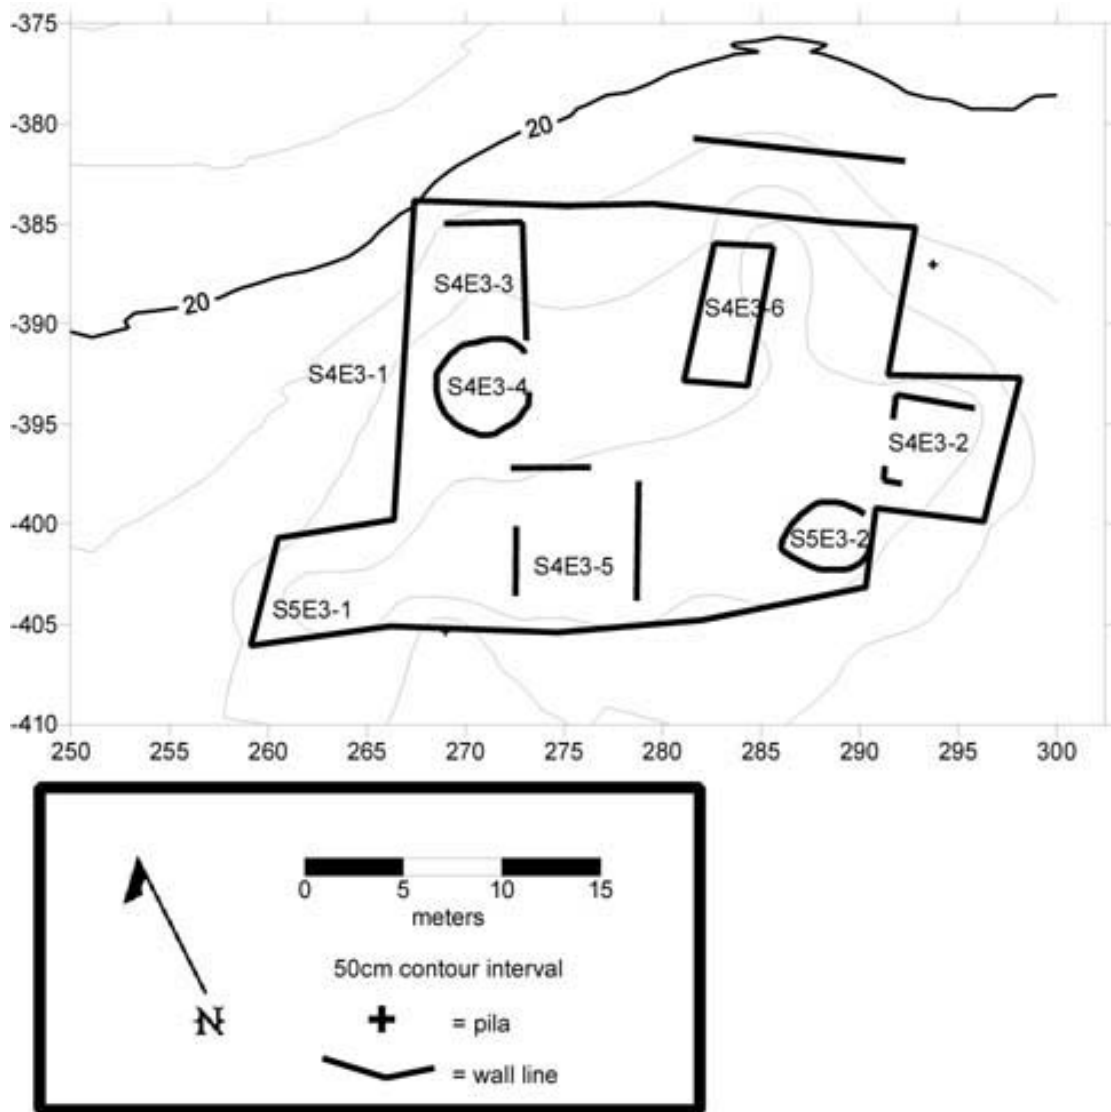 -375
-380
-385
-390
-395
-400
-405
-410
250 255 260 265 270 275 280 285 290 295 300
20
20
S4E3-3
S4E3-6
S4E3-1
S4E3-4
S4E3-2
S5E3-2
S4E3-5
S5E3-1
0 5 10 15
meters
50cm contour interval
+ = pila
= wall line
N